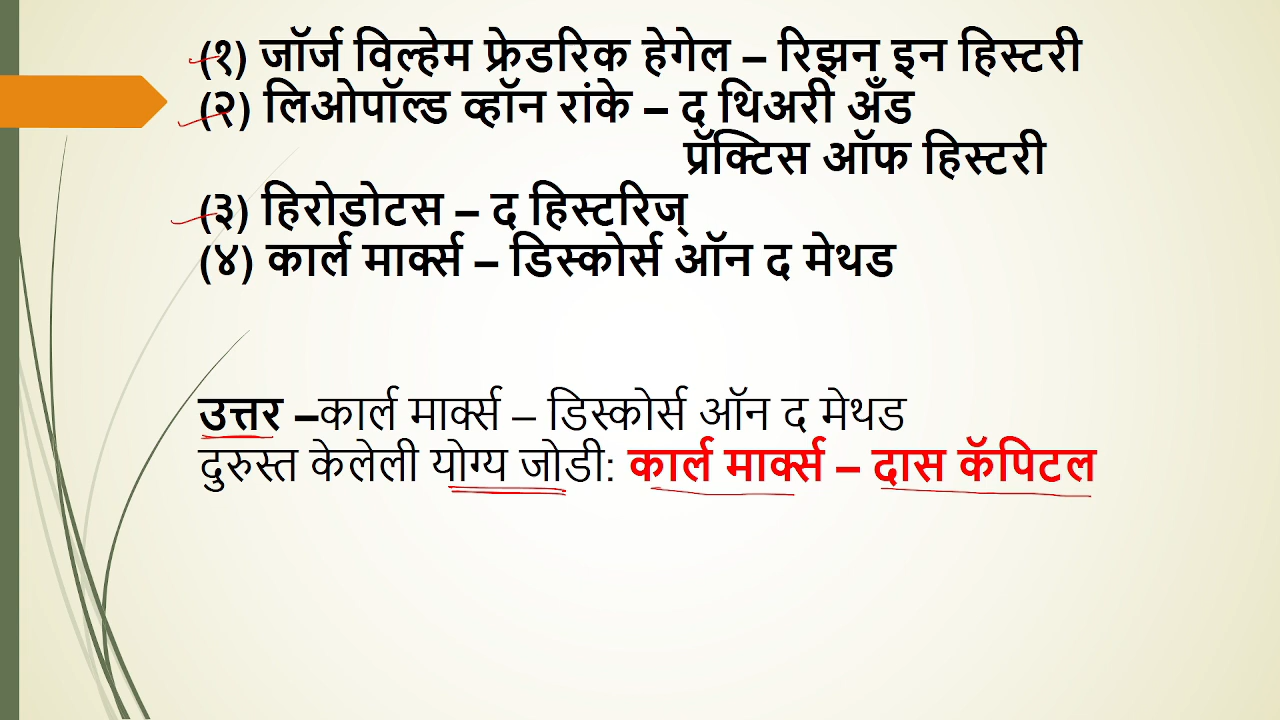 (१) जॉर्ज विल्हेम फ्रेडरिक हेगेल – रिझन इन हिस्टरी
(२) लिओपॉल्ड व्हॉन रांके – द थिअरी अँड
प्रॅक्टिस ऑफ हिस्टरी
(३) हिरोडोटस – द हिस्टरिज्
(४) कार्ल मार्क्स – डिस्कोर्स ऑन द मेथड
उत्तर –कार्ल मार्क्स – डिस्कोर्स ऑन द मेथड
दुरुस्त केलेली योग्य जोडी: कार्ल मार्क्स – दास कॅपिटल